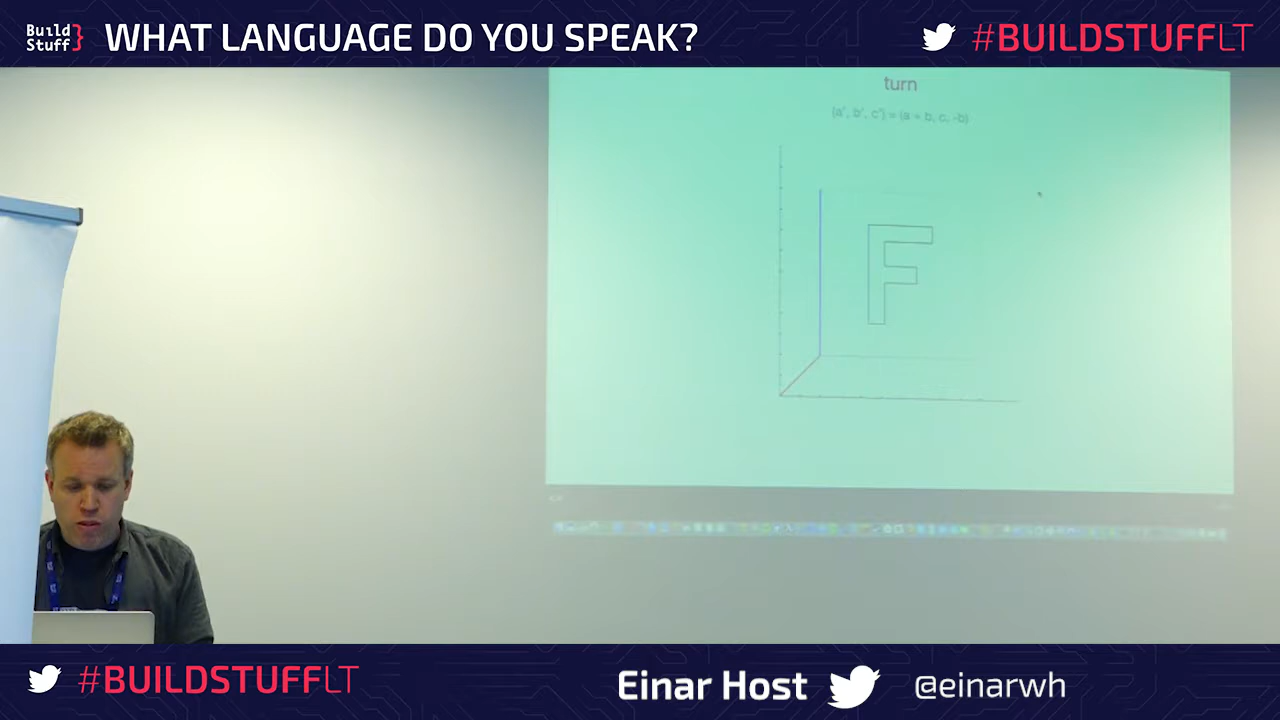 Build
Stuff}
WHAT LANGUAGE DO YOU SPEAK?
#BUILDSTUFFLT
turn
(a', b', c') = (a + b, c, -b)
F
#BUILDSTUFFLT
Einar Host
@einarwh